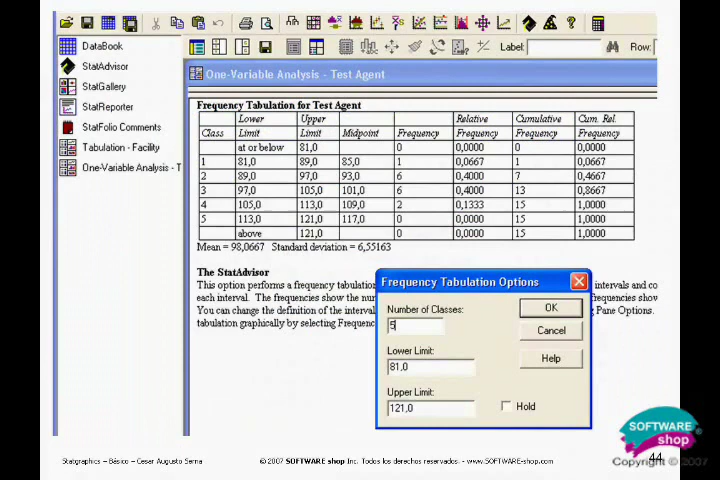 Label:
Row:
DataBook
StatAdvisor
StatGallery
StatReporter
StatFolio Comments
Tabulation - Facility
One-Variable Analysis - T
One-Variable Analysis - Test Agent
Frequency Tabulation for Test Agent
Lower Upper Relative Cumulative Cum. Rel.
Class Limit Limit Midpoint Frequency Frequency Frequency Frequency
at or below 81,0 0 0,0000 0 0,0000
1 81,0 89,0 85,0 1 0,0667 1 0,0667
2 89,0 97,0 93,0 6 0,4000 7 0,4667
3 97,0 105,0 101,0 6 0,4000 13 0,8667
4 105,0 113,0 109,0 2 0,1333 15 1,0000
5 113,0 121,0 117,0 0 0,0000 15 1,0000
above 121,0 0 0,0000 15 1,0000
Mean = 98,0667 Standard deviation = 6,55163
The StatAdvisor
This option performs a frequency tabulation intervals and co
each interval. The frequencies show the nu frequencies shov
You can change the definition of the interval g Pane Options.
tabulation graphically by selecting Frequenc
Frequency Tabulation Options
Number of Classes:
5
OK
Cancel
Lower Limit:
81,0
Help
Upper Limit:
121,0
Hold
SOFTWARE
shop
Statgraphics – Básico – Cesar Augusto Serna
© 2007 SOFTWARE shop Inc. Todos los derechos reservados. - www.SOFTWARE-shop.com
44
Copyright © 2007